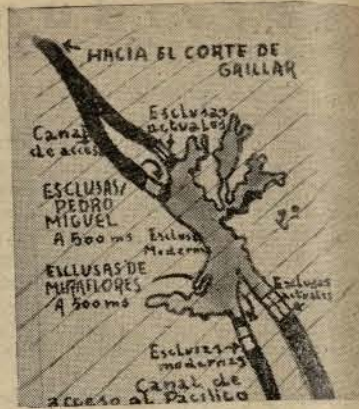 HACIA EL CORTE DE
GAILLAR
Esclusas
actuales
Canal
de acceso
ESCLUSAS
PEDRO
MIGUEL
A 500 ms
Esclusas
Modernas
ESCLUSAS DE
MIRAFLORES
A 500 ms
Esclusas
actuales
Esclusas
modernas
Canal de
acceso al Pacifico